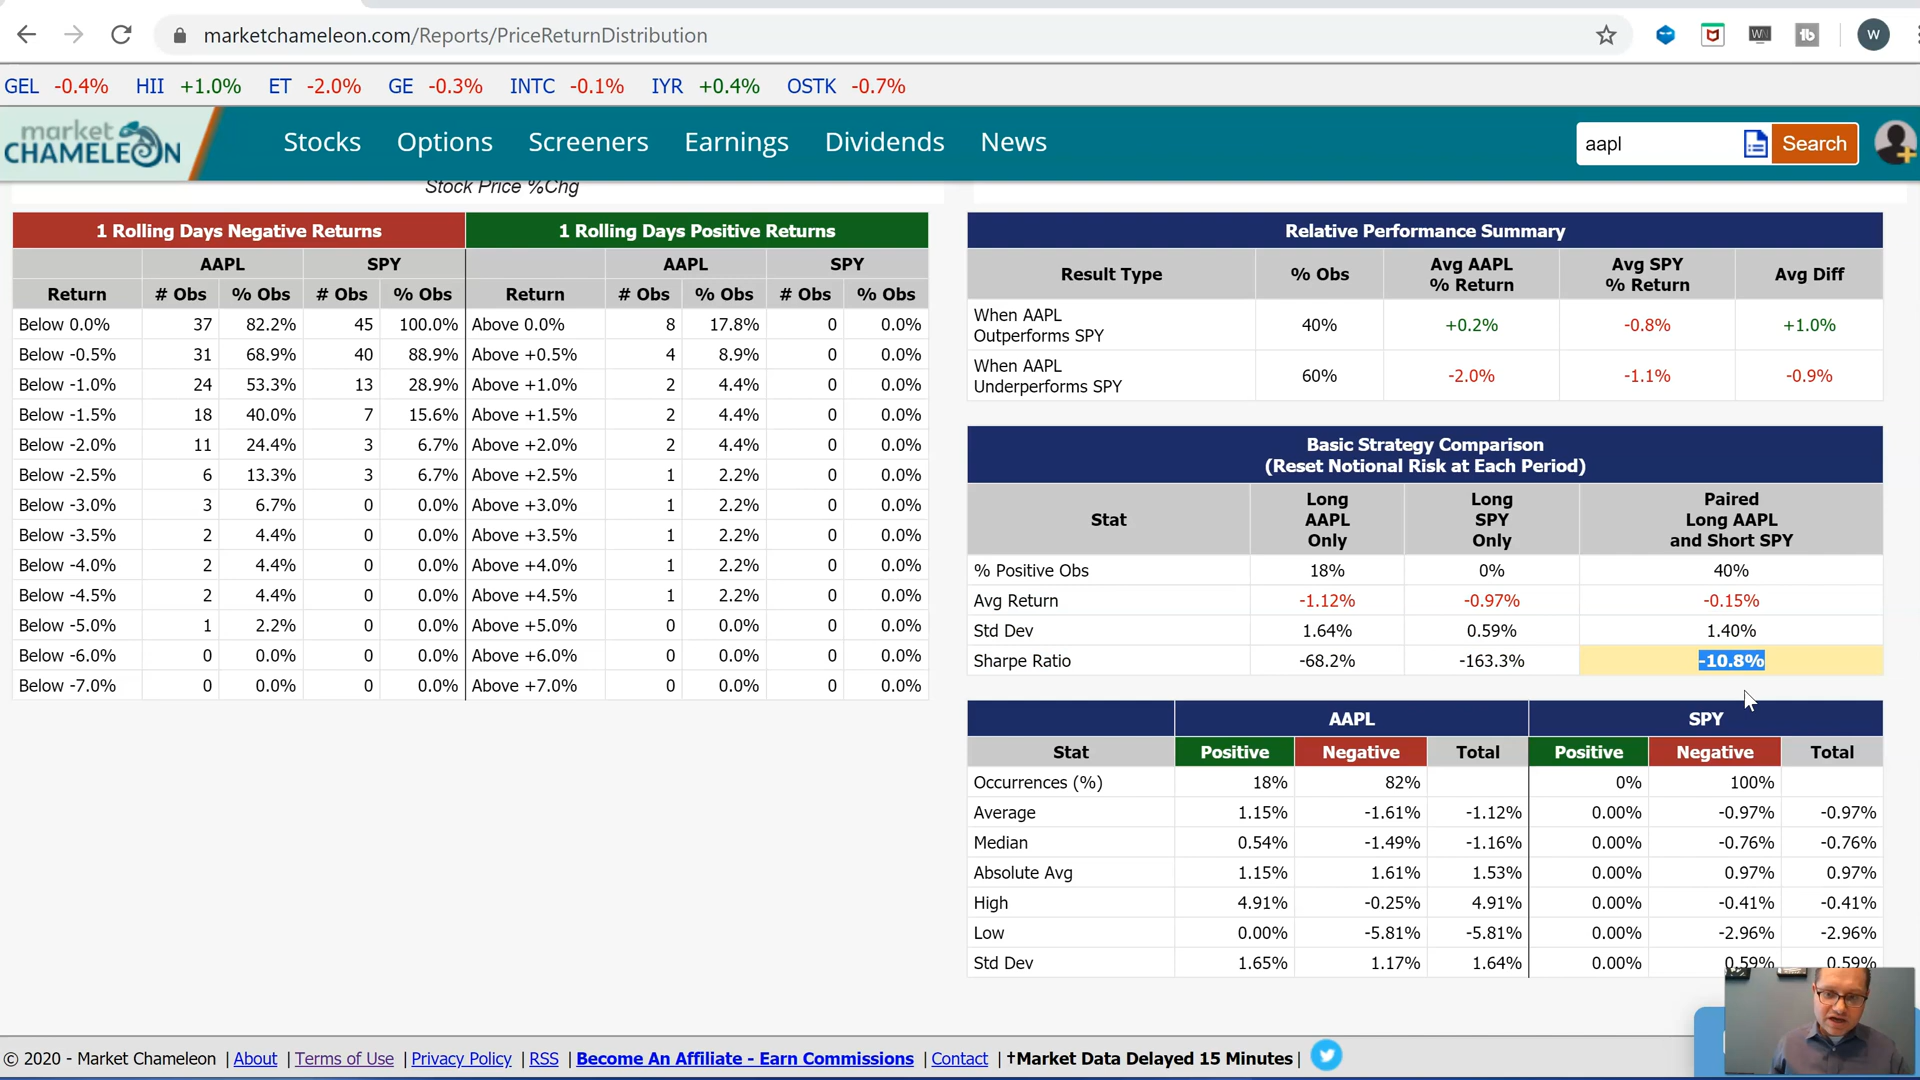 marketchameleon.com/Reports/PriceReturnDistribution
W
GEL -0.4% HII +1.0% ET -2.0% GE -0.3% INTC -0.1% IYR +0.4% OSTK -0.7%
market CHAMELEON
Stocks Options Screeners Earnings Dividends News
aapl Search
Stock Price %Chg
1 Rolling Days Negative Returns 1 Rolling Days Positive Returns
AAPL SPY AAPL SPY
Return # Obs % Obs # Obs % Obs Return # Obs % Obs # Obs % Obs
Below 0.0% 37 82.2% 45 100.0% Above 0.0% 8 17.8% 0 0.0%
Below -0.5% 31 68.9% 40 88.9% Above +0.5% 4 8.9% 0 0.0%
Below -1.0% 24 53.3% 13 28.9% Above +1.0% 2 4.4% 0 0.0%
Below -1.5% 18 40.0% 7 15.6% Above +1.5% 2 4.4% 0 0.0%
Below -2.0% 11 24.4% 3 6.7% Above +2.0% 2 4.4% 0 0.0%
Below -2.5% 6 13.3% 3 6.7% Above +2.5% 1 2.2% 0 0.0%
Below -3.0% 3 6.7% 0 0.0% Above +3.0% 1 2.2% 0 0.0%
Below -3.5% 2 4.4% 0 0.0% Above +3.5% 1 2.2% 0 0.0%
Below -4.0% 2 4.4% 0 0.0% Above +4.0% 1 2.2% 0 0.0%
Below -4.5% 2 4.4% 0 0.0% Above +4.5% 1 2.2% 0 0.0%
Below -5.0% 1 2.2% 0 0.0% Above +5.0% 0 0.0% 0 0.0%
Below -6.0% 0 0.0% 0 0.0% Above +6.0% 0 0.0% 0 0.0%
Below -7.0% 0 0.0% 0 0.0% Above +7.0% 0 0.0% 0 0.0%
Relative Performance Summary
Result Type % Obs Avg AAPL % Return Avg SPY % Return Avg Diff
When AAPL
Outperforms SPY 40% +0.2% -0.8% +1.0%
When AAPL
Underperforms SPY 60% -2.0% -1.1% -0.9%
Basic Strategy Comparison
(Reset Notional Risk at Each Period)
Stat Long AAPL Only Long SPY Only Paired Long AAPL and Short SPY
% Positive Obs 18% 0% 40%
Avg Return -1.12% -0.97% -0.15%
Std Dev 1.64% 0.59% 1.40%
Sharpe Ratio -68.2% -163.3% -10.8%
AAPL SPY
Stat Positive Negative Total Positive Negative Total
Occurrences (%) 18% 82% 0% 100%
Average 1.15% -1.61% -1.12% 0.00% -0.97% -0.97%
Median 0.54% -1.49% -1.16% 0.00% -0.76% -0.76%
Absolute Avg 1.15% 1.61% 1.53% 0.00% 0.97% 0.97%
High 4.91% -0.25% 4.91% 0.00% -0.41% -0.41%
Low 0.00% -5.81% -5.81% 0.00% -2.96% -2.96%
Std Dev 1.65% 1.17% 1.64% 0.00% 0.59% 0.59%
© 2020 - Market Chameleon | About | Terms of Use | Privacy Policy | RSS | Become An Affiliate - Earn Commissions | Contact | †Market Data Delayed 15 Minutes |